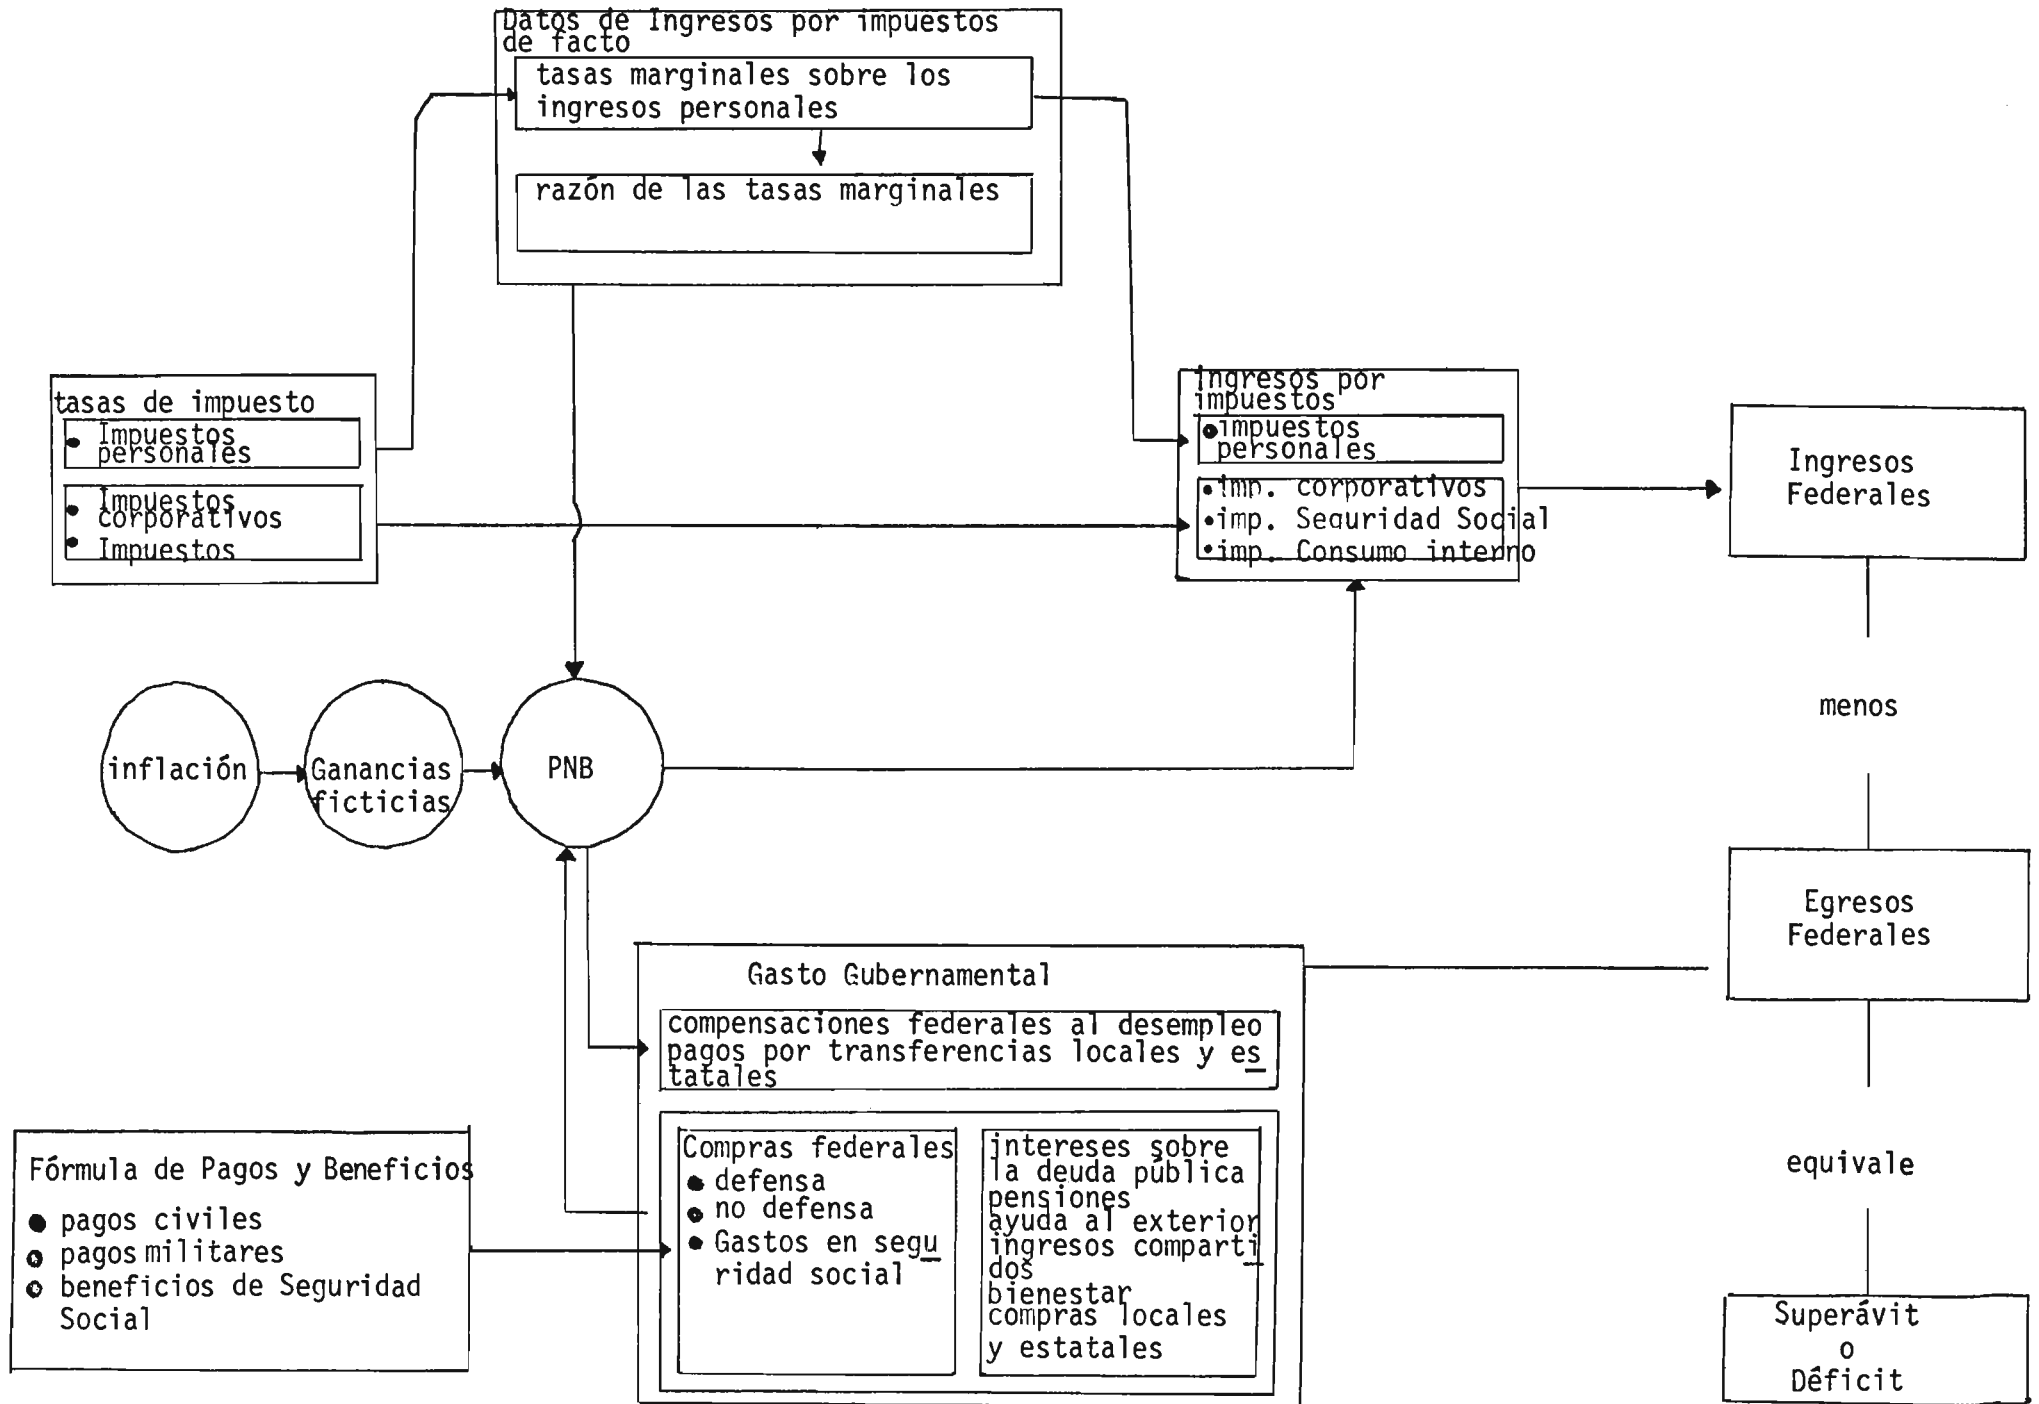 Datos de Ingresos por impuestos
de facto
tasas marginales sobre los
ingresos personales
razón de las tasas marginales
tasas de impuesto
• Impuestos
personales
• Impuestos
corporativos
• Impuestos
Ingresos por
impuestos
• impuestos
personales
• imp. corporativos
• imp. Seguridad Social
• imp. Consumo interno
Ingresos
Federales
menos
inflación
Ganancias
ficticias
PNB
Egresos
Federales
Gasto Gubernamental
compensaciones federales al desempleo
pagos por transferencias locales y es
tatales
Compras federales
• defensa
• no defensa
• Gastos en segu
ridad social
intereses sobre
la deuda pública
pensiones
ayuda al exterior
ingresos comparti
dos
bienestar
compras locales
y estatales
Fórmula de Pagos y Beneficios
• pagos civiles
• pagos militares
• beneficios de Seguridad
Social
equivale
Superávit
o
Déficit